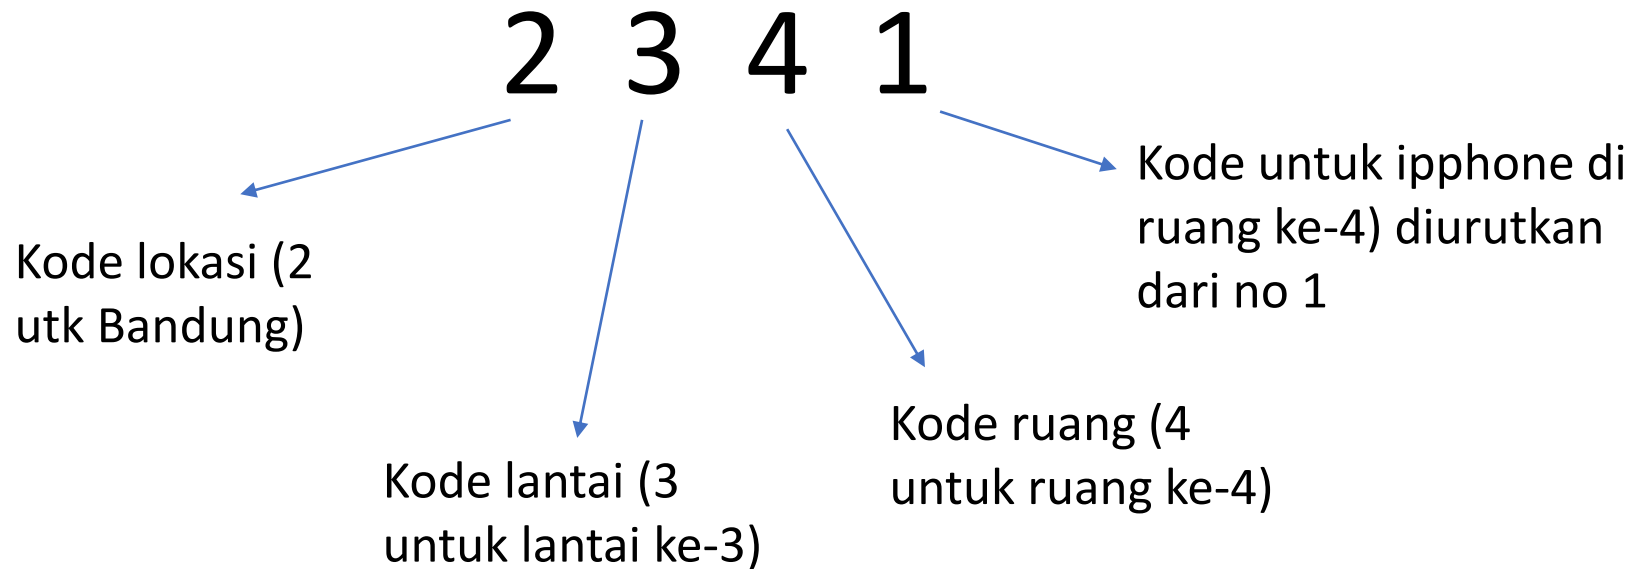 2 3 4 1
Kode lokasi (2
utk Bandung)
Kode lantai (3
untuk lantai ke-3)
Kode ruang (4
untuk ruang ke-4)
Kode untuk ipphone di
ruang ke-4) diurutkan
dari no 1